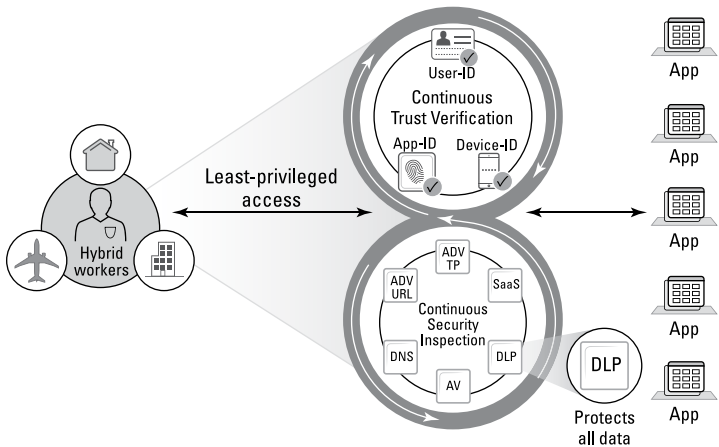 Hybrid
workers
Least-privileged
access
User-ID
Continuous
Trust Verification
App-ID
Device-ID
ADV
TP
ADV
URL
SaaS
Continuous
Security
Inspection
DNS
DLP
AV
DLP
Protects
all data
App
App
App
App
App